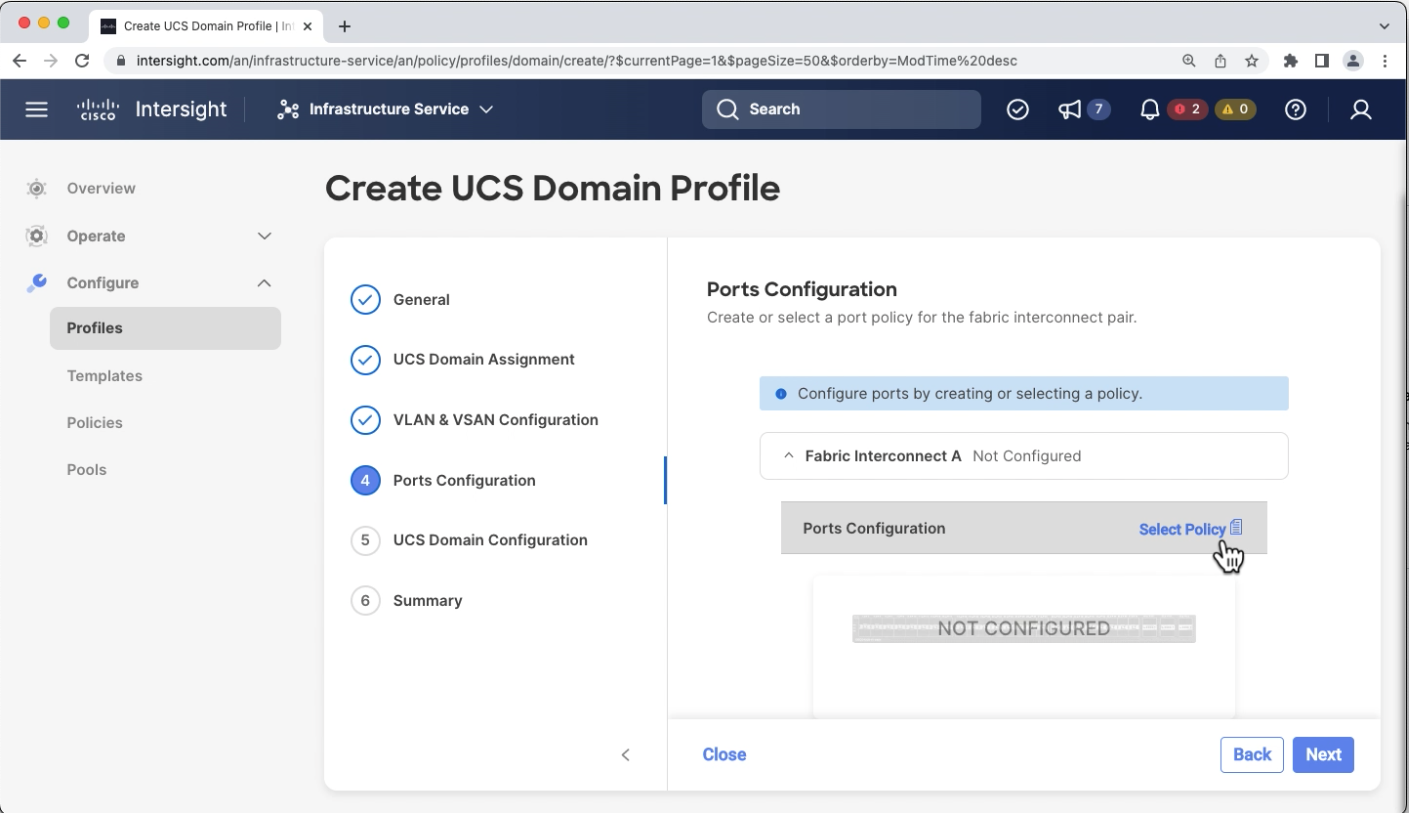 Create UCS Domain Profile | Int
intersight.com/an/infrastructure-service/an/policy/profiles/domain/create/?$currentPage=1&$pageSize=50&$orderby=ModTime%20desc
cisco Intersight Infrastructure Service Search 7 2 0
Overview
Operate
Configure
Profiles
Templates
Policies
Pools
Create UCS Domain Profile
General
UCS Domain Assignment
VLAN & VSAN Configuration
4 Ports Configuration
5 UCS Domain Configuration
6 Summary
Ports Configuration
Create or select a port policy for the fabric interconnect pair.
Configure ports by creating or selecting a policy.
Fabric Interconnect A Not Configured
Ports Configuration Select Policy
NOT CONFIGURED
Close Back Next